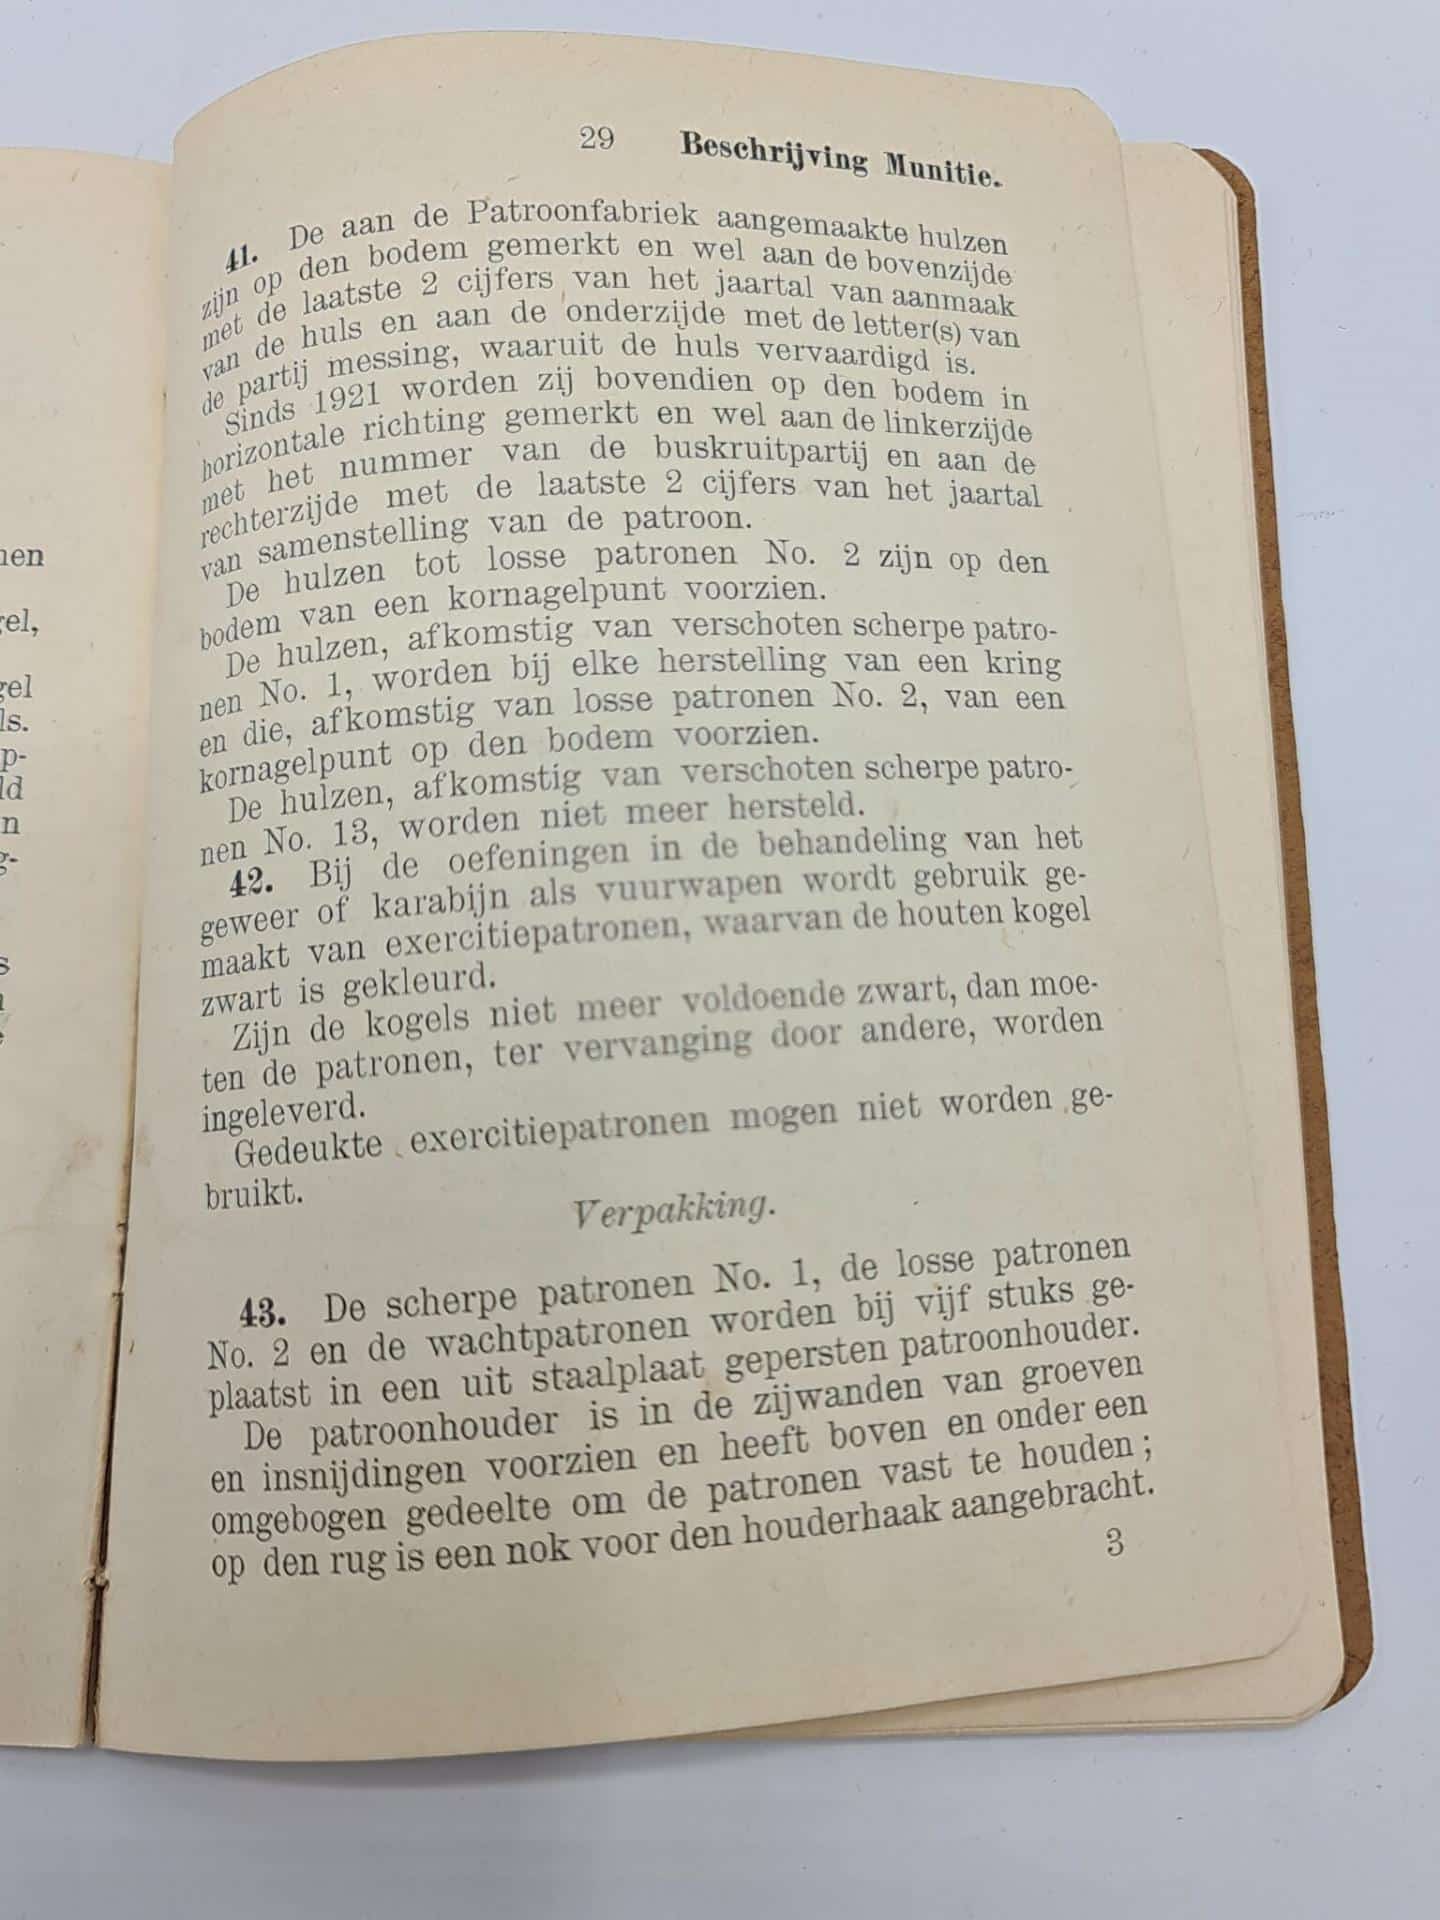 nen
gel,
gel
ls.
p-
ld
n
g-
s
29 Beschrijving Munitie.
41. De aan de Patroonfabriek aangemaakte hulzen
zijn op den bodem gemerkt en wel aan de bovenzijde
met de laatste 2 cijfers van het jaartal van aanmaak
van de huls en aan de onderzijde met de letter(s) van
de partij messing, waaruit de huls vervaardigd is.
Sinds 1921 worden zij bovendien op den bodem in
horizontale richting gemerkt en wel aan de linkerzijde
met het nummer van de buskruitpartij en aan de
rechterzijde met de laatste 2 cijfers van het jaartal
van samenstelling van de patroon.
De hulzen tot losse patronen No. 2 zijn op den
bodem van een kornagelpunt voorzien.
De hulzen, afkomstig van verschoten scherpe patro-
nen No. 1, worden bij elke herstelling van een kring
en die, afkomstig van losse patronen No. 2, van een
kornagelpunt op den bodem voorzien.
De hulzen, afkomstig van verschoten scherpe patro-
nen No. 13, worden niet meer hersteld.
42. Bij de oefeningen in de behandeling van het
geweer of karabijn als vuurwapen wordt gebruik ge-
maakt van exercitiepatronen, waarvan de houten kogel
zwart is gekleurd.
Zijn de kogels niet meer voldoende zwart, dan moe-
ten de patronen, ter vervanging door andere, worden
ingeleverd.
Gedeukte exercitiepatronen mogen niet worden ge-
bruikt.
Verpakking.
43. De scherpe patronen No. 1, de losse patronen
No. 2 en de wachtpatronen worden bij vijf stuks ge-
plaatst in een uit staalplaat gepersten patroonhouder.
De patroonhouder is in de zijwanden van groeven
en insnijdingen voorzien en heeft boven en onder een
omgebogen gedeelte om de patronen vast te houden;
op den rug is een nok voor den houderhaak aangebracht.
3